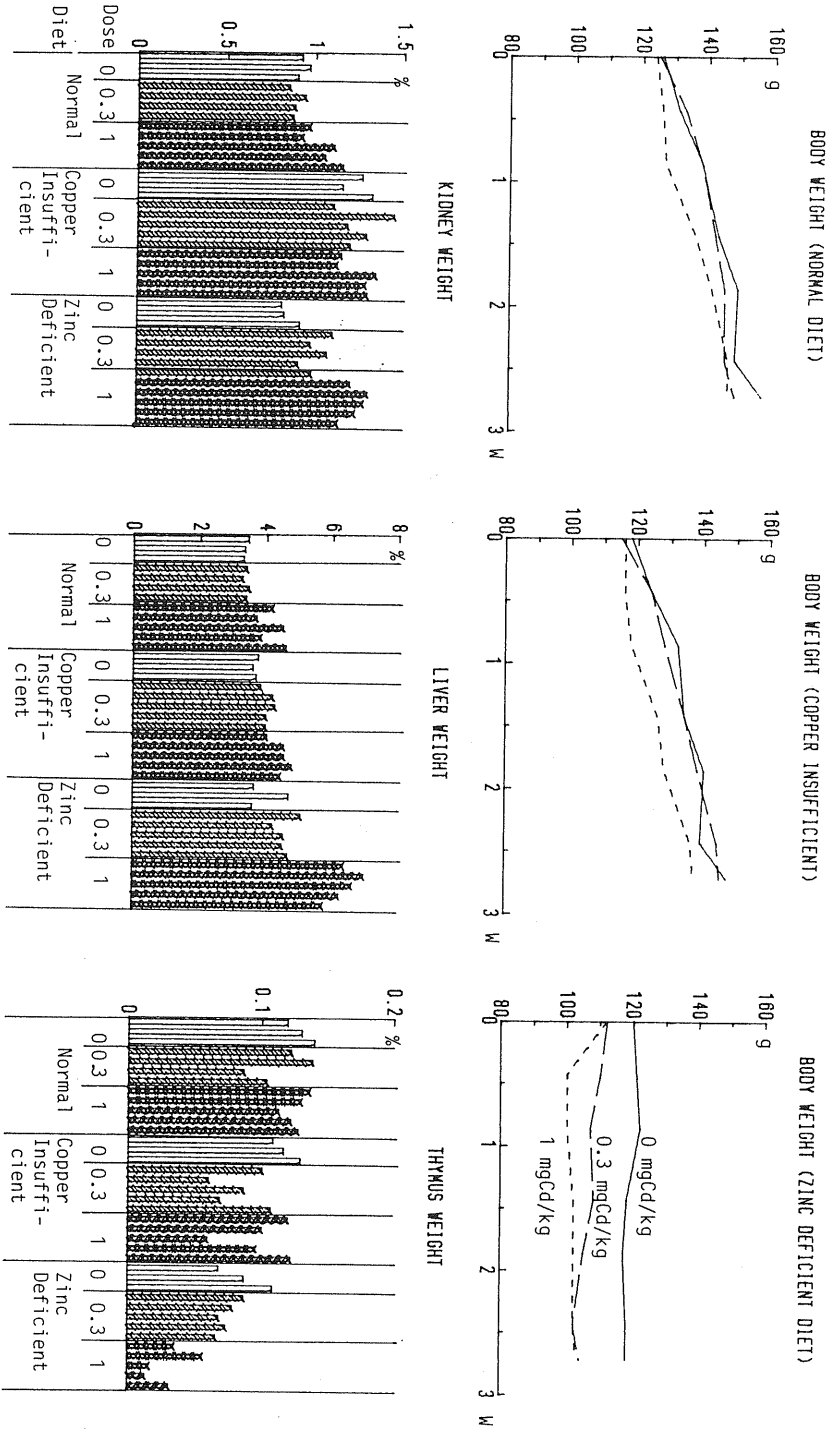 BODY WEIGHT (NORMAL DIET)
160
g
140
120
100
80
0 1 2 3 W
BODY WEIGHT (COPPER INSUFFICIENT)
160
g
140
120
100
80
0 1 2 3 W
BODY WEIGHT (ZINC DEFICIENT DIET)
160
g
140
120
100
80
0 mgCd/kg
0.3 mgCd/kg
1 mgCd/kg
0 1 2 3 W
KIDNEY WEIGHT
1.5
%
1
0.5
0
Dose 0 0.3 1 0 0.3 1 0 0.3 1
Diet Normal Copper Insuffi- cient Zinc Deficient
LIVER WEIGHT
8
%
6
4
2
0
0 0.3 1 0 0.3 1 0 0.3 1
Normal Copper Insuffi- cient Zinc Deficient
THYMUS WEIGHT
0.2
%
0.1
0
0 0.3 1 0 0.3 1 0 0.3 1
Normal Copper Insuffi- cient Zinc Deficient